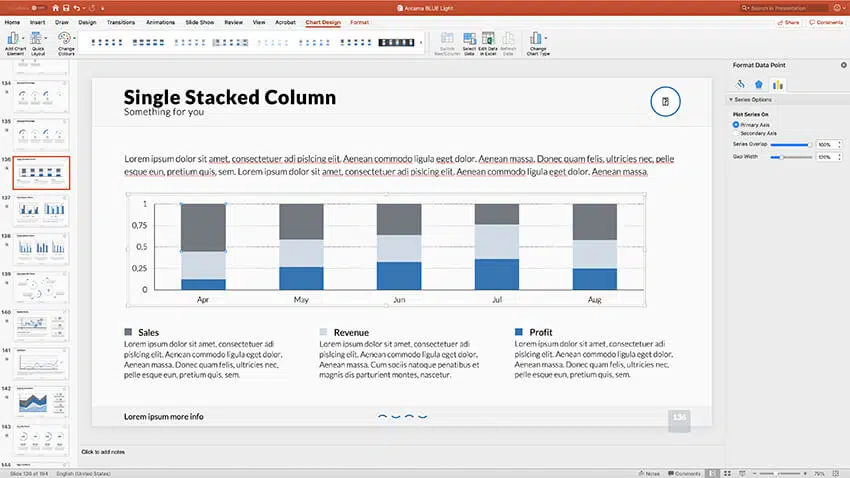 Arcama BLUE Light
Search in Presentation
Home Insert Draw Design Transitions Animations Slide Show Review View Acrobat Chart Design Format
Share Comments
Add Chart Element
Quick Layout
Change Colours
Switch Row/Column
Select Data
Edit Data in Excel
Refresh Data
Change Chart Type
Format Data Point
Series Options
Plot Series On
Primary Axis
Secondary Axis
Series Overlap 100%
Gap Width
134
135
136
137
138
139
140
141
142
143
144
Single Stacked Column
Something for you
Lorem ipsum dolor sit amet, consectetuer adi pislcing elit. Aenean commodo ligula eget dolor. Aenean massa. Donec quam felis, ultricies nec, pelle
esque eun, pretium quis, sem. Lorem ipsum dolor sit amet, consectetuer adi pislcing elit. Aenean commodo ligula eget dolor. Aenean massa.
1
0,75
0,5
0,25
0
Apr May Jun Jul Aug
Sales
Lorem ipsum dolor sit amet, consectetuer adi
pislcing elit. Aenean commodo ligula eget dolor.
Aenean massa. Donec quam felis, ultricies nec,
pelle esque eun, pretium quis, sem.
Revenue
Lorem ipsum dolor sit amet, consectetuer adi
pislcing elit. Aenean commodo ligula eget dolor.
Aenean massa. Cum sociis natoque penatibus et
magnis dis parturient montes, nascetur.
Profit
Lorem ipsum dolor sit amet, consectetuer adi
pislcing elit. Aenean commodo ligula eget dolor.
Aenean massa. Donec quam felis, ultricies nec,
pelle esque eun, pretium quis, sem.
Lorem ipsum more info
136
Click to add notes
Slide 136 of 194 English (United States)
Notes Comments